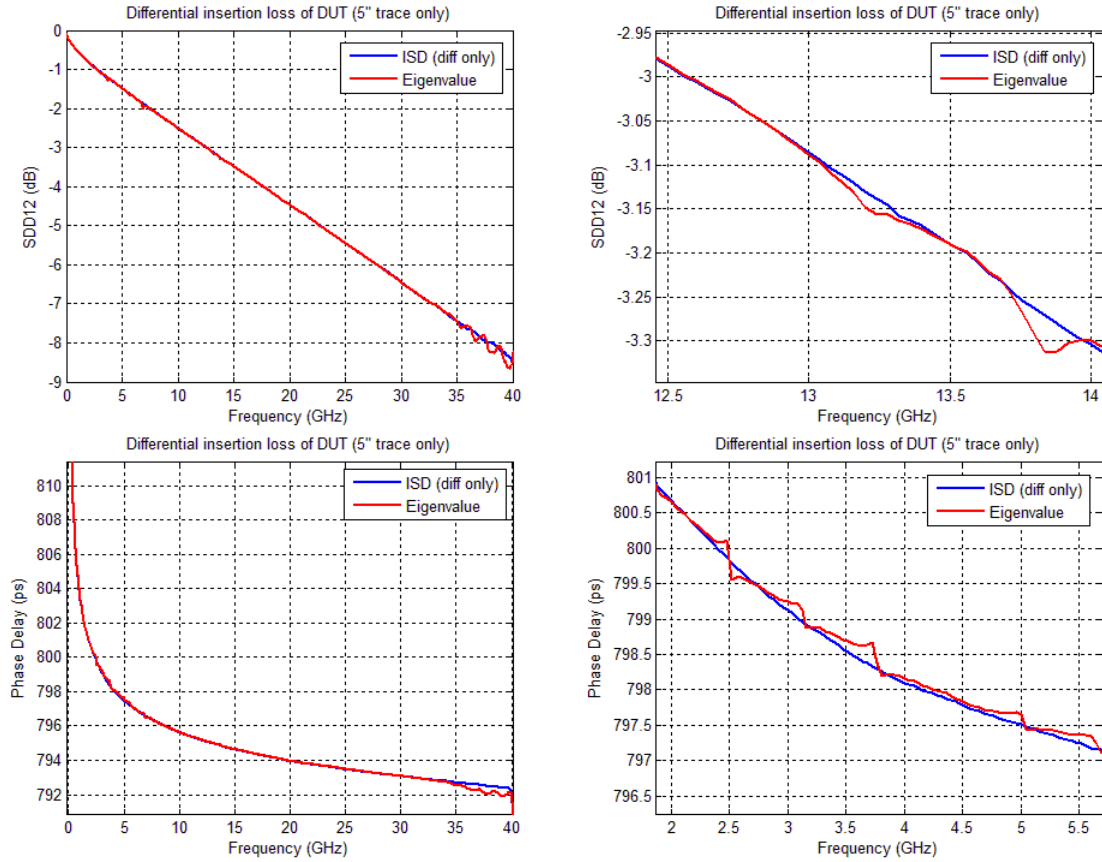 Differential insertion loss of DUT (5" trace only)
0
-1
-2
-3
-4
-5
-6
-7
-8
-9
SDD12 (dB)
ISD (diff only)
Eigenvalue
0 5 10 15 20 25 30 35 40
Frequency (GHz)
Differential insertion loss of DUT (5" trace only)
-2.95
-3
-3.05
-3.1
-3.15
-3.2
-3.25
-3.3
SDD12 (dB)
ISD (diff only)
Eigenvalue
12.5 13 13.5 14
Frequency (GHz)
Differential insertion loss of DUT (5" trace only)
810
808
806
804
802
800
798
796
794
792
Phase Delay (ps)
ISD (diff only)
Eigenvalue
0 5 10 15 20 25 30 35 40
Frequency (GHz)
Differential insertion loss of DUT (5" trace only)
801
800.5
800
799.5
799
798.5
798
797.5
797
796.5
Phase Delay (ps)
ISD (diff only)
Eigenvalue
2 2.5 3 3.5 4 4.5 5 5.5
Frequency (GHz)